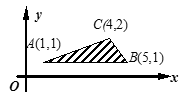 y
C(4,2)
A(1,1)
B(5,1)
O
x